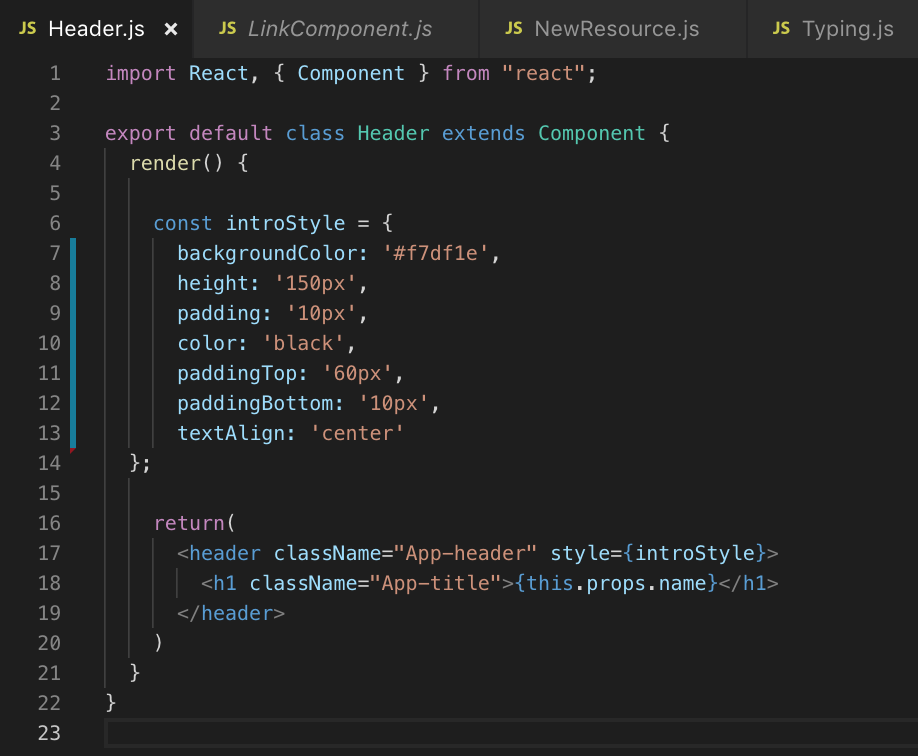 JS Header.js × JS LinkComponent.js JS NewResource.js JS Typing.js
1 import React, { Component } from "react";
2
3 export default class Header extends Component {
4   render() {
5
6     const introStyle = {
7       backgroundColor: '#f7df1e',
8       height: '150px',
9       padding: '10px',
10       color: 'black',
11       paddingTop: '60px',
12       paddingBottom: '10px',
13       textAlign: 'center'
14   };
15
16     return(
17       <header className="App-header" style={introStyle}>
18         <h1 className="App-title">{this.props.name}</h1>
19       </header>
20     )
21   }
22 }
23